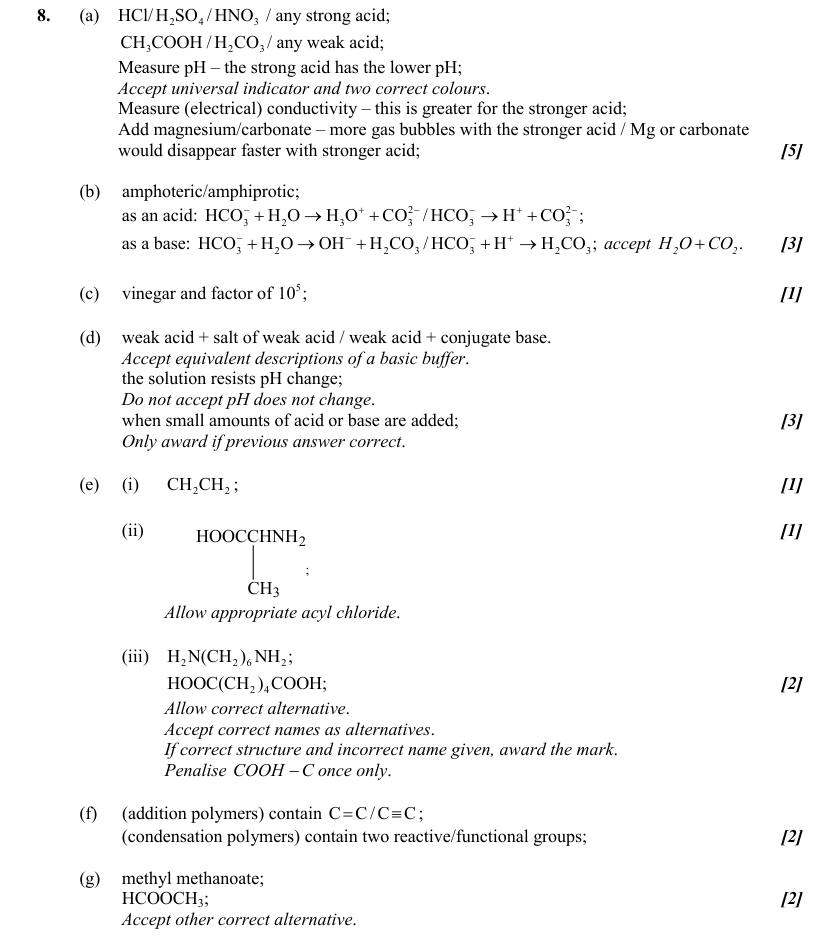 8. (a) HCl/H₂SO₄/HNO₃ / any strong acid;
CH₃COOH/H₂CO₃/ any weak acid;
Measure pH – the strong acid has the lower pH;
Accept universal indicator and two correct colours.
Measure (electrical) conductivity – this is greater for the stronger acid;
Add magnesium/carbonate – more gas bubbles with the stronger acid / Mg or carbonate
would disappear faster with stronger acid; [5]
(b) amphoteric/amphiprotic;
as an acid: HCO₃⁻ + H₂O → H₃O⁺ + CO₃²⁻ / HCO₃⁻ → H⁺ + CO₃²⁻;
as a base: HCO₃⁻ + H₂O → OH⁻ + H₂CO₃ / HCO₃⁻ + H⁺ → H₂CO₃; accept H₂O + CO₂. [3]
(c) vinegar and factor of 10⁵; [1]
(d) weak acid + salt of weak acid / weak acid + conjugate base.
Accept equivalent descriptions of a basic buffer.
the solution resists pH change;
Do not accept pH does not change.
when small amounts of acid or base are added; [3]
Only award if previous answer correct.
(e) (i) CH₂CH₂; [1]
(ii) HOOCCHNH₂ [1]
;
CH₃
Allow appropriate acyl chloride.
(iii) H₂N(CH₂)₆NH₂;
HOOC(CH₂)₄COOH; [2]
Allow correct alternative.
Accept correct names as alternatives.
If correct structure and incorrect name given, award the mark.
Penalise COOH – C once only.
(f) (addition polymers) contain C=C/C≡C;
(condensation polymers) contain two reactive/functional groups; [2]
(g) methyl methanoate;
HCOOCH₃; [2]
Accept other correct alternative.